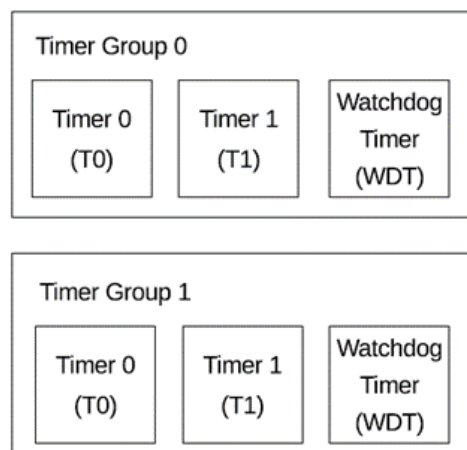 Timer Group 0
Timer 0
(T0)
Timer 1
(T1)
Watchdog
Timer
(WDT)
Timer Group 1
Timer 0
(T0)
Timer 1
(T1)
Watchdog
Timer
(WDT)